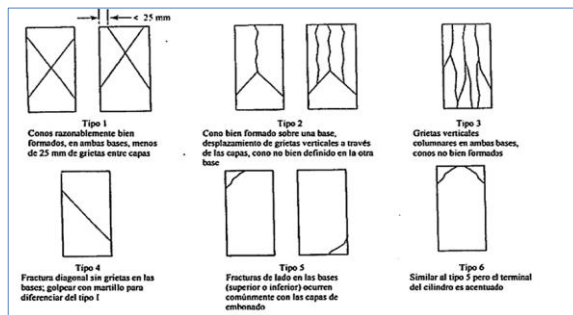 < 25 mm
Tipo 1
Conos razonablemente bien
formados, en ambas bases, menos
de 25 mm de grietas entre capas
Tipo 2
Cono bien formado sobre una base,
desplazamiento de grietas verticales a través
de las capas, cono no bien definido en la otra
base
Tipo 3
Grietas verticales
columnares en ambas bases,
conos no bien formados
Tipo 4
Fractura diagonal sin grietas en las
bases; golpear con martillo para
diferenciar del tipo I
Tipo 5
Fracturas de lado en las bases
(superior o inferior) ocurren
comúnmente con las capas de
embonado
Tipo 6
Similar al tipo 5 pero el terminal
del cilindro es acentuado